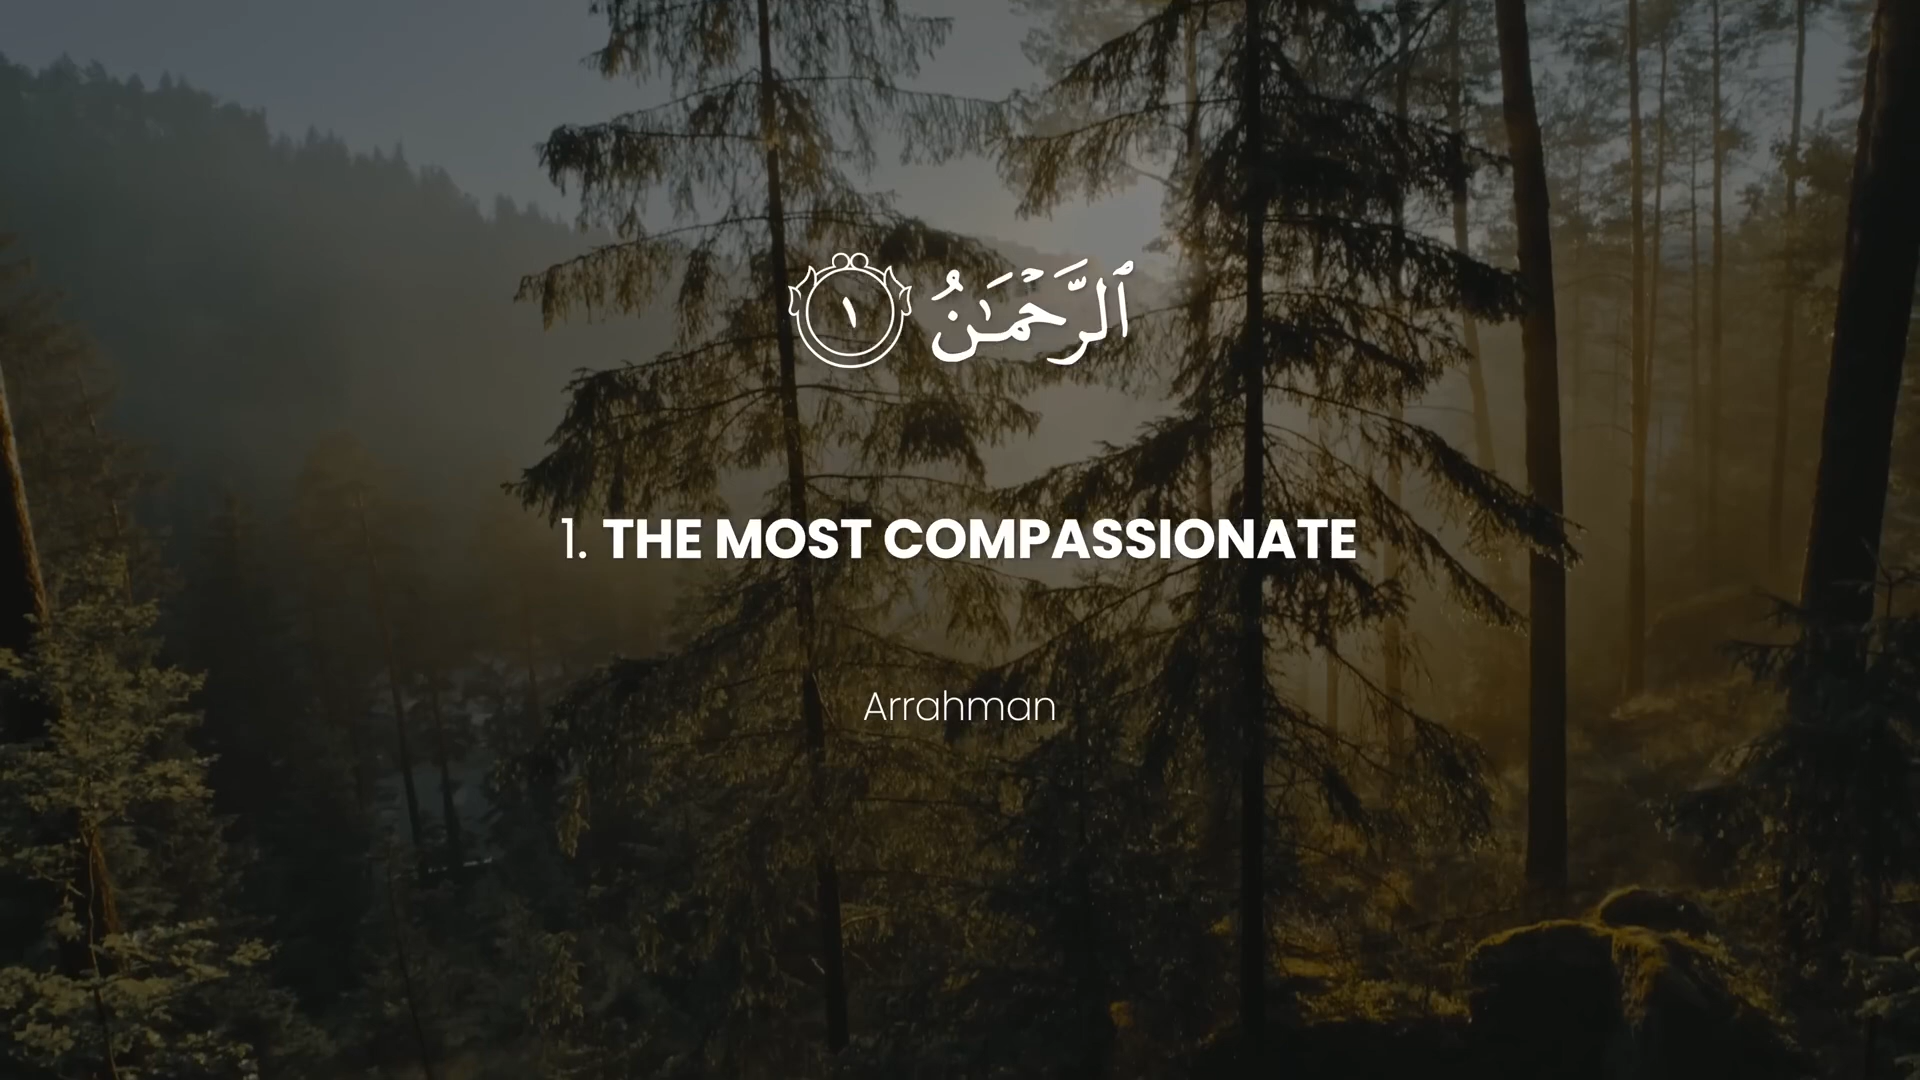 ٱلرَّحْمَـٰنُ ١
1. THE MOST COMPASSIONATE
Arrahman